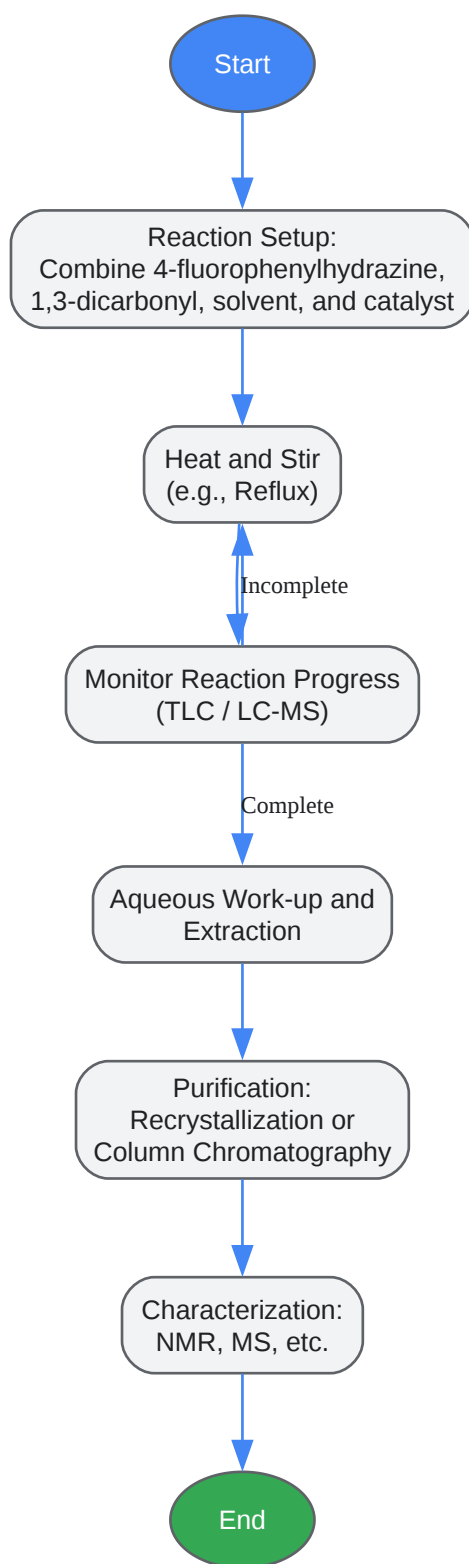 Start
Reaction Setup:
Combine 4-fluorophenylhydrazine,
1,3-dicarbonyl, solvent, and catalyst
Heat and Stir
(e.g., Reflux)
Incomplete
Monitor Reaction Progress
(TLC / LC-MS)
Complete
Aqueous Work-up and
Extraction
Purification:
Recrystallization or
Column Chromatography
Characterization:
NMR, MS, etc.
End